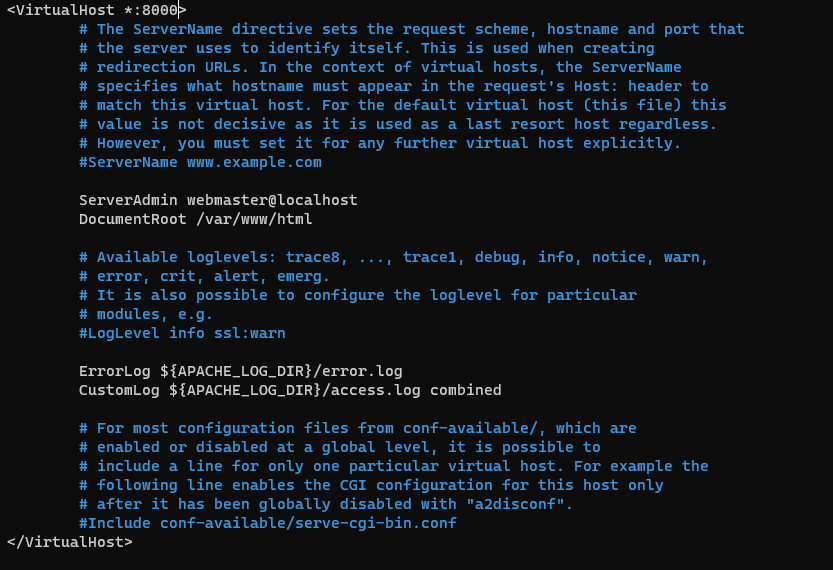 <VirtualHost *:8000>
# The ServerName directive sets the request scheme, hostname and port that
# the server uses to identify itself. This is used when creating
# redirection URLs. In the context of virtual hosts, the ServerName
# specifies what hostname must appear in the request's Host: header to
# match this virtual host. For the default virtual host (this file) this
# value is not decisive as it is used as a last resort host regardless.
# However, you must set it for any further virtual host explicitly.
#ServerName www.example.com
ServerAdmin webmaster@localhost
DocumentRoot /var/www/html
# Available loglevels: trace8, ..., trace1, debug, info, notice, warn,
# error, crit, alert, emerg.
# It is also possible to configure the loglevel for particular
# modules, e.g.
#LogLevel info ssl:warn
ErrorLog ${APACHE_LOG_DIR}/error.log
CustomLog ${APACHE_LOG_DIR}/access.log combined
# For most configuration files from conf-available/, which are
# enabled or disabled at a global level, it is possible to
# include a line for only one particular virtual host. For example the
# following line enables the CGI configuration for this host only
# after it has been globally disabled with "a2disconf".
#Include conf-available/serve-cgi-bin.conf
</VirtualHost>